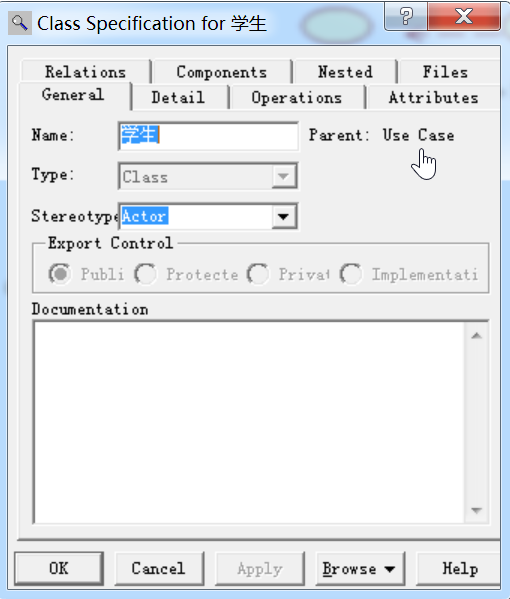 Class Specification for 学生
Relations Components Nested Files
General Detail Operations Attributes
Name: 学生 Parent: Use Case
Type: Class
Stereotype Actor
Export Control
Publi Protecte Privat Implementati
Documentation
OK Cancel Apply Browse Help